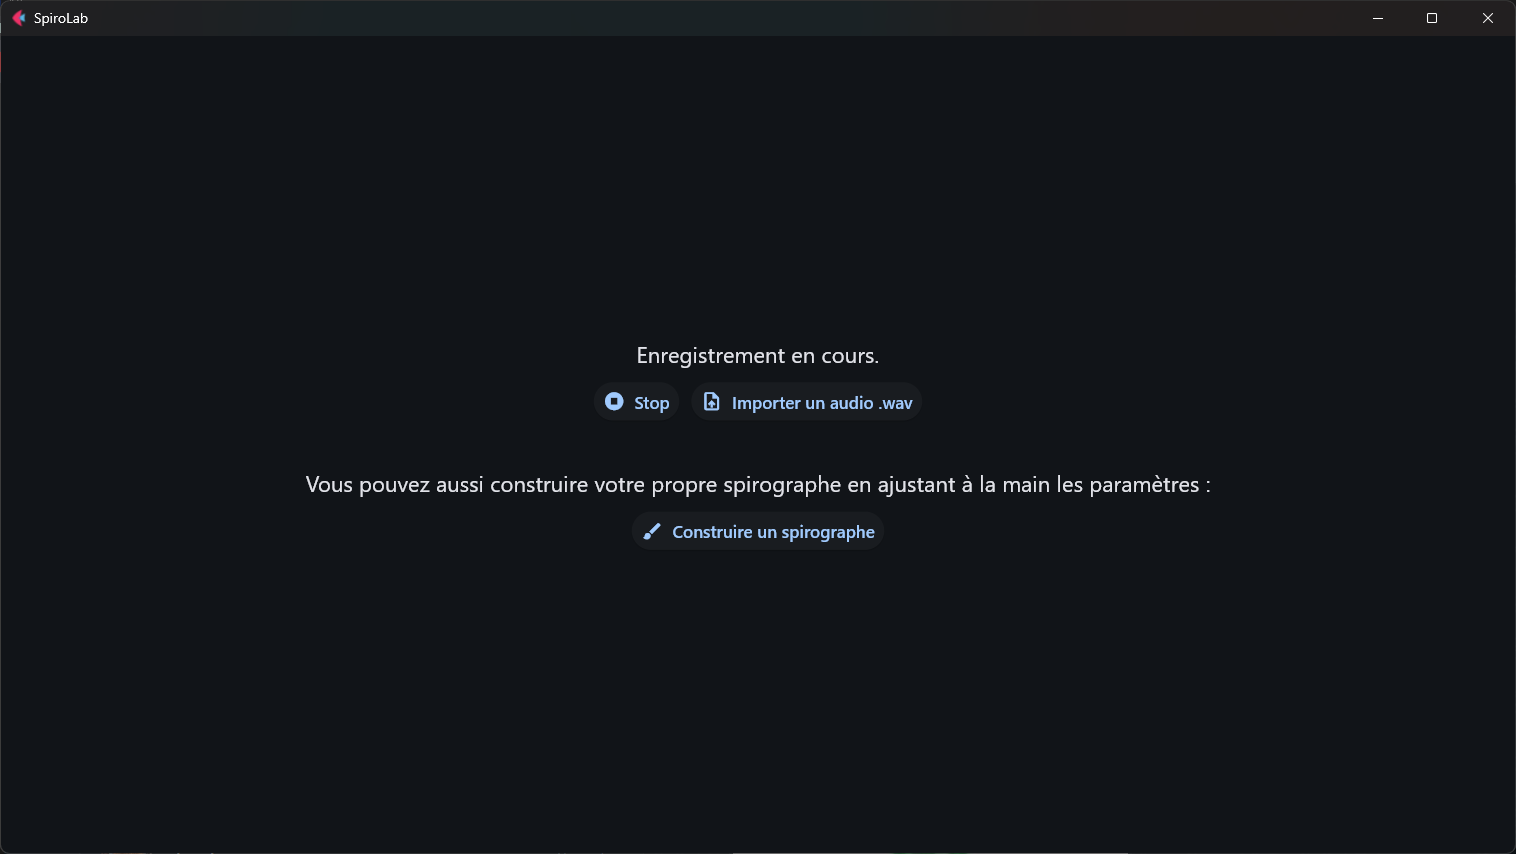 SpiroLab
Enregistrement en cours.
Stop
Importer un audio .wav
Vous pouvez aussi construire votre propre spirographe en ajustant à la main les paramètres :
Construire un spirographe